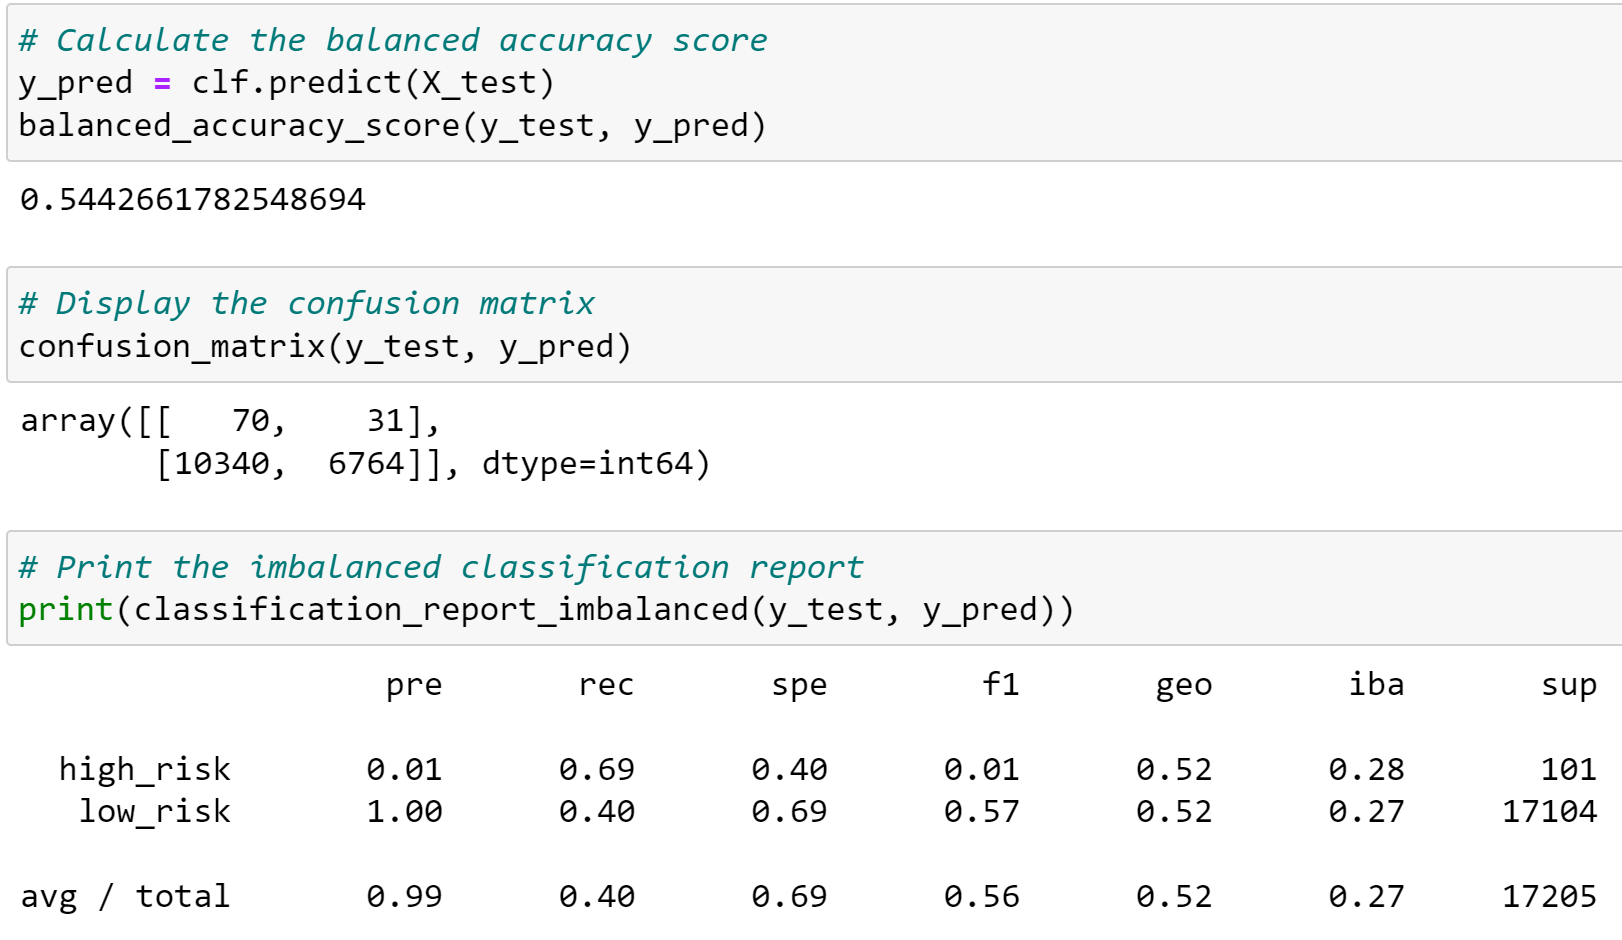 # Calculate the balanced accuracy score
y_pred = clf.predict(X_test)
balanced_accuracy_score(y_test, y_pred)
0.5442661782548694
# Display the confusion matrix
confusion_matrix(y_test, y_pred)
array([[   70,    31],
       [10340,  6764]], dtype=int64)
# Print the imbalanced classification report
print(classification_report_imbalanced(y_test, y_pred))
                   pre       rec       spe        f1       geo       iba       sup
  high_risk       0.01      0.69      0.40      0.01      0.52      0.28       101
   low_risk       1.00      0.40      0.69      0.57      0.52      0.27     17104
avg / total       0.99      0.40      0.69      0.56      0.52      0.27     17205